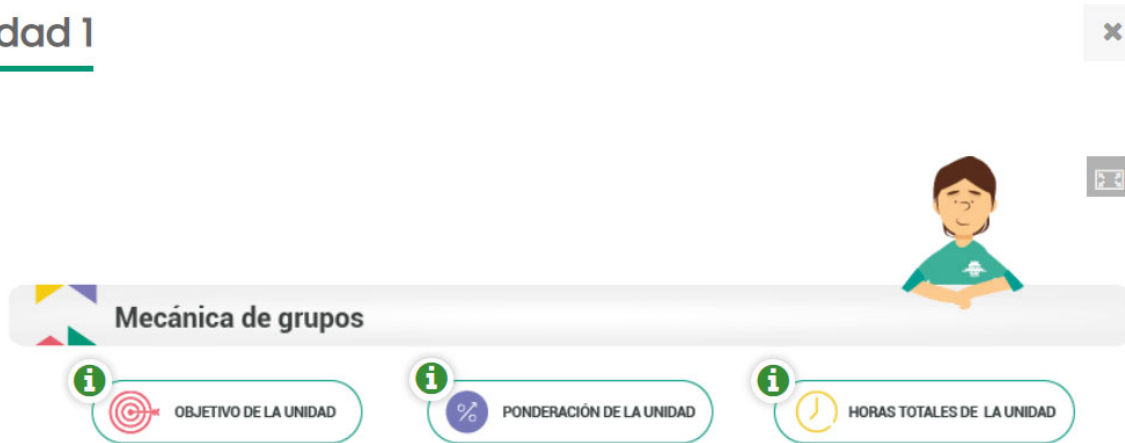 dad 1
Mecánica de grupos
OBJETIVO DE LA UNIDAD
PONDERACIÓN DE LA UNIDAD
HORAS TOTALES DE LA UNIDAD